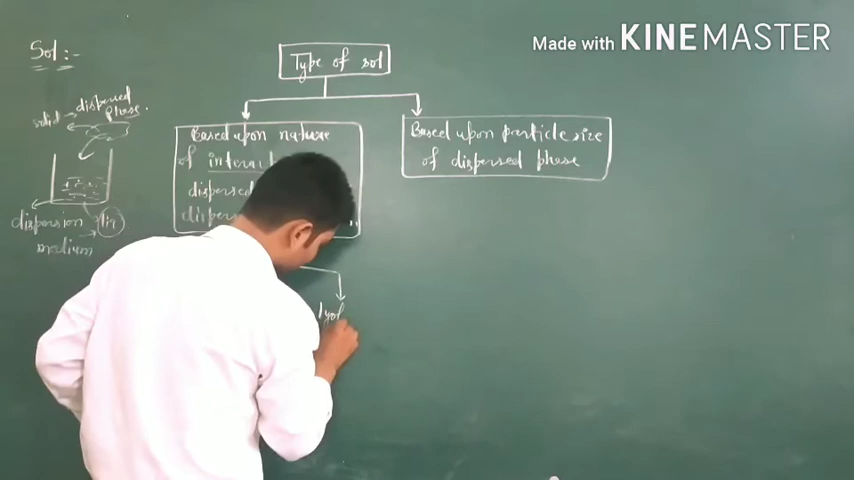 Made with KINEMASTER
Sol :-
Type of sol
solid → dispersed
phase.
Based upon nature
of
dispersed
Based upon particle size
of dispersed phase
dispersion
medium
liq
lyo